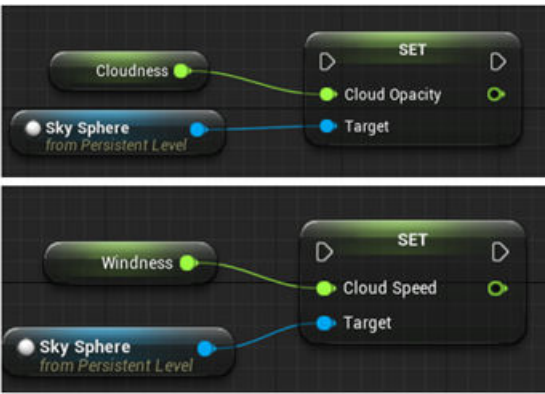 SET
Cloudness
Cloud Opacity
Sky Sphere
Target
from Persistent Level
SET
Windness
Cloud Speed
Target
Sky Sphere
from Persistent Level